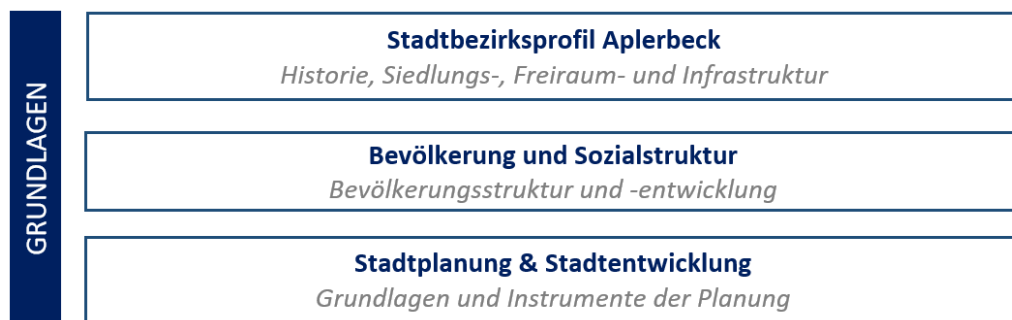 GRUNDLAGEN
Stadtbezirksprofil Aplerbeck
Historie, Siedlungs-, Freiraum- und Infrastruktur
Bevölkerung und Sozialstruktur
Bevölkerungsstruktur und -entwicklung
Stadtplanung & Stadtentwicklung
Grundlagen und Instrumente der Planung